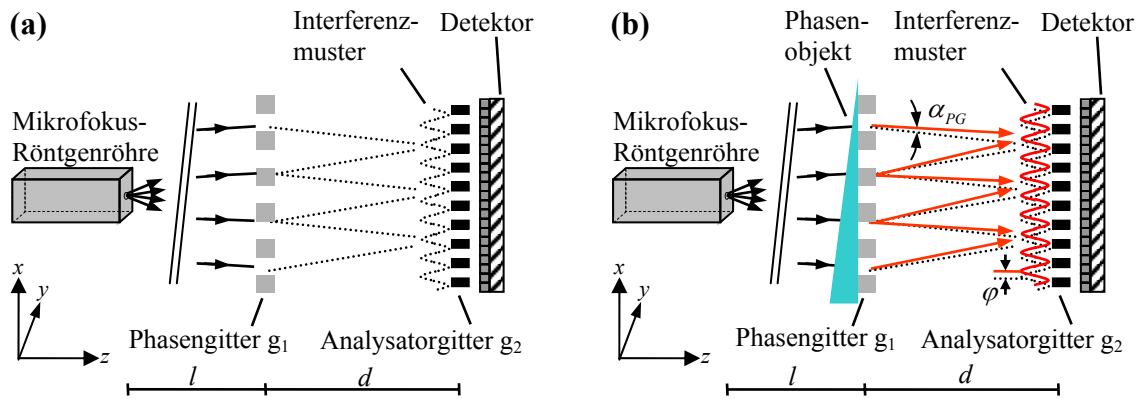 (a)
Interferenz-
muster
Detektor
Mikrofokus-
Röntgenröhre
x
y
z
Phasengitter g1
Analysatorgitter g2
l
d
(b)
Phasen-
objekt
Interferenz-
muster
Detektor
αPG
Mikrofokus-
Röntgenröhre
φ
x
y
z
Phasengitter g1
Analysatorgitter g2
l
d